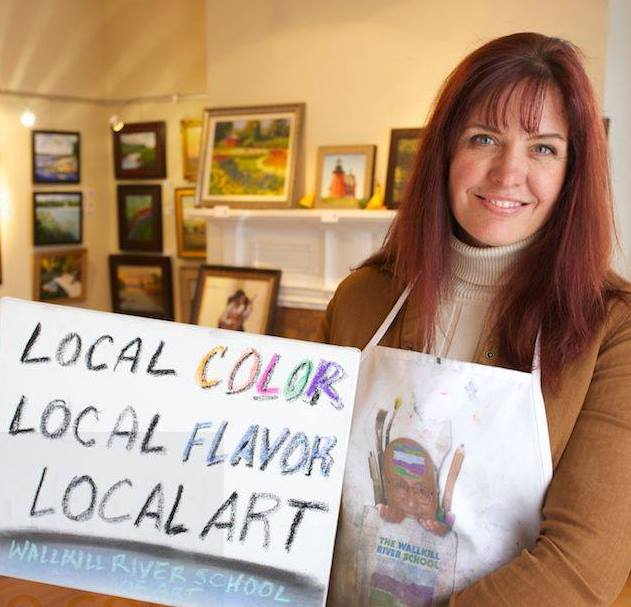 LOCAL COLOR
LOCAL FLAVOR
LOCAL ART
WALLKILL RIVER SCHOOL
OF ART
THE WALLKILL
RIVER SCHOOL